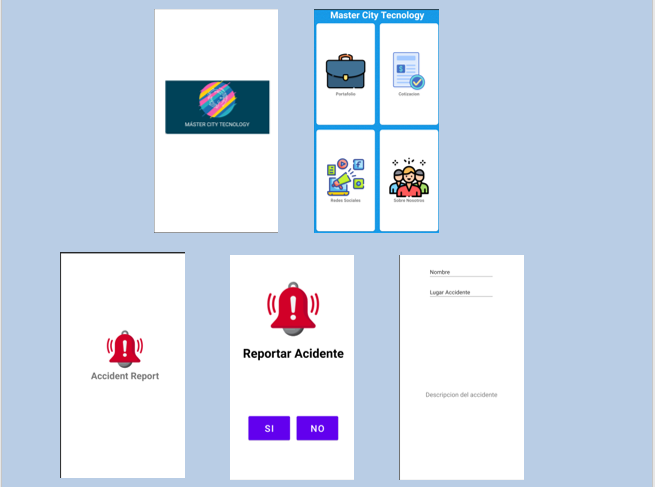 MÁSTER CITY TECNOLOGY
Master City Tecnology
Portafolio
Cotizacion
Redes Sociales
Sobre Nosotros
Accident Report
Reportar Acidente
SI
NO
Nombre
Lugar Accidente
Descripcion del accidente